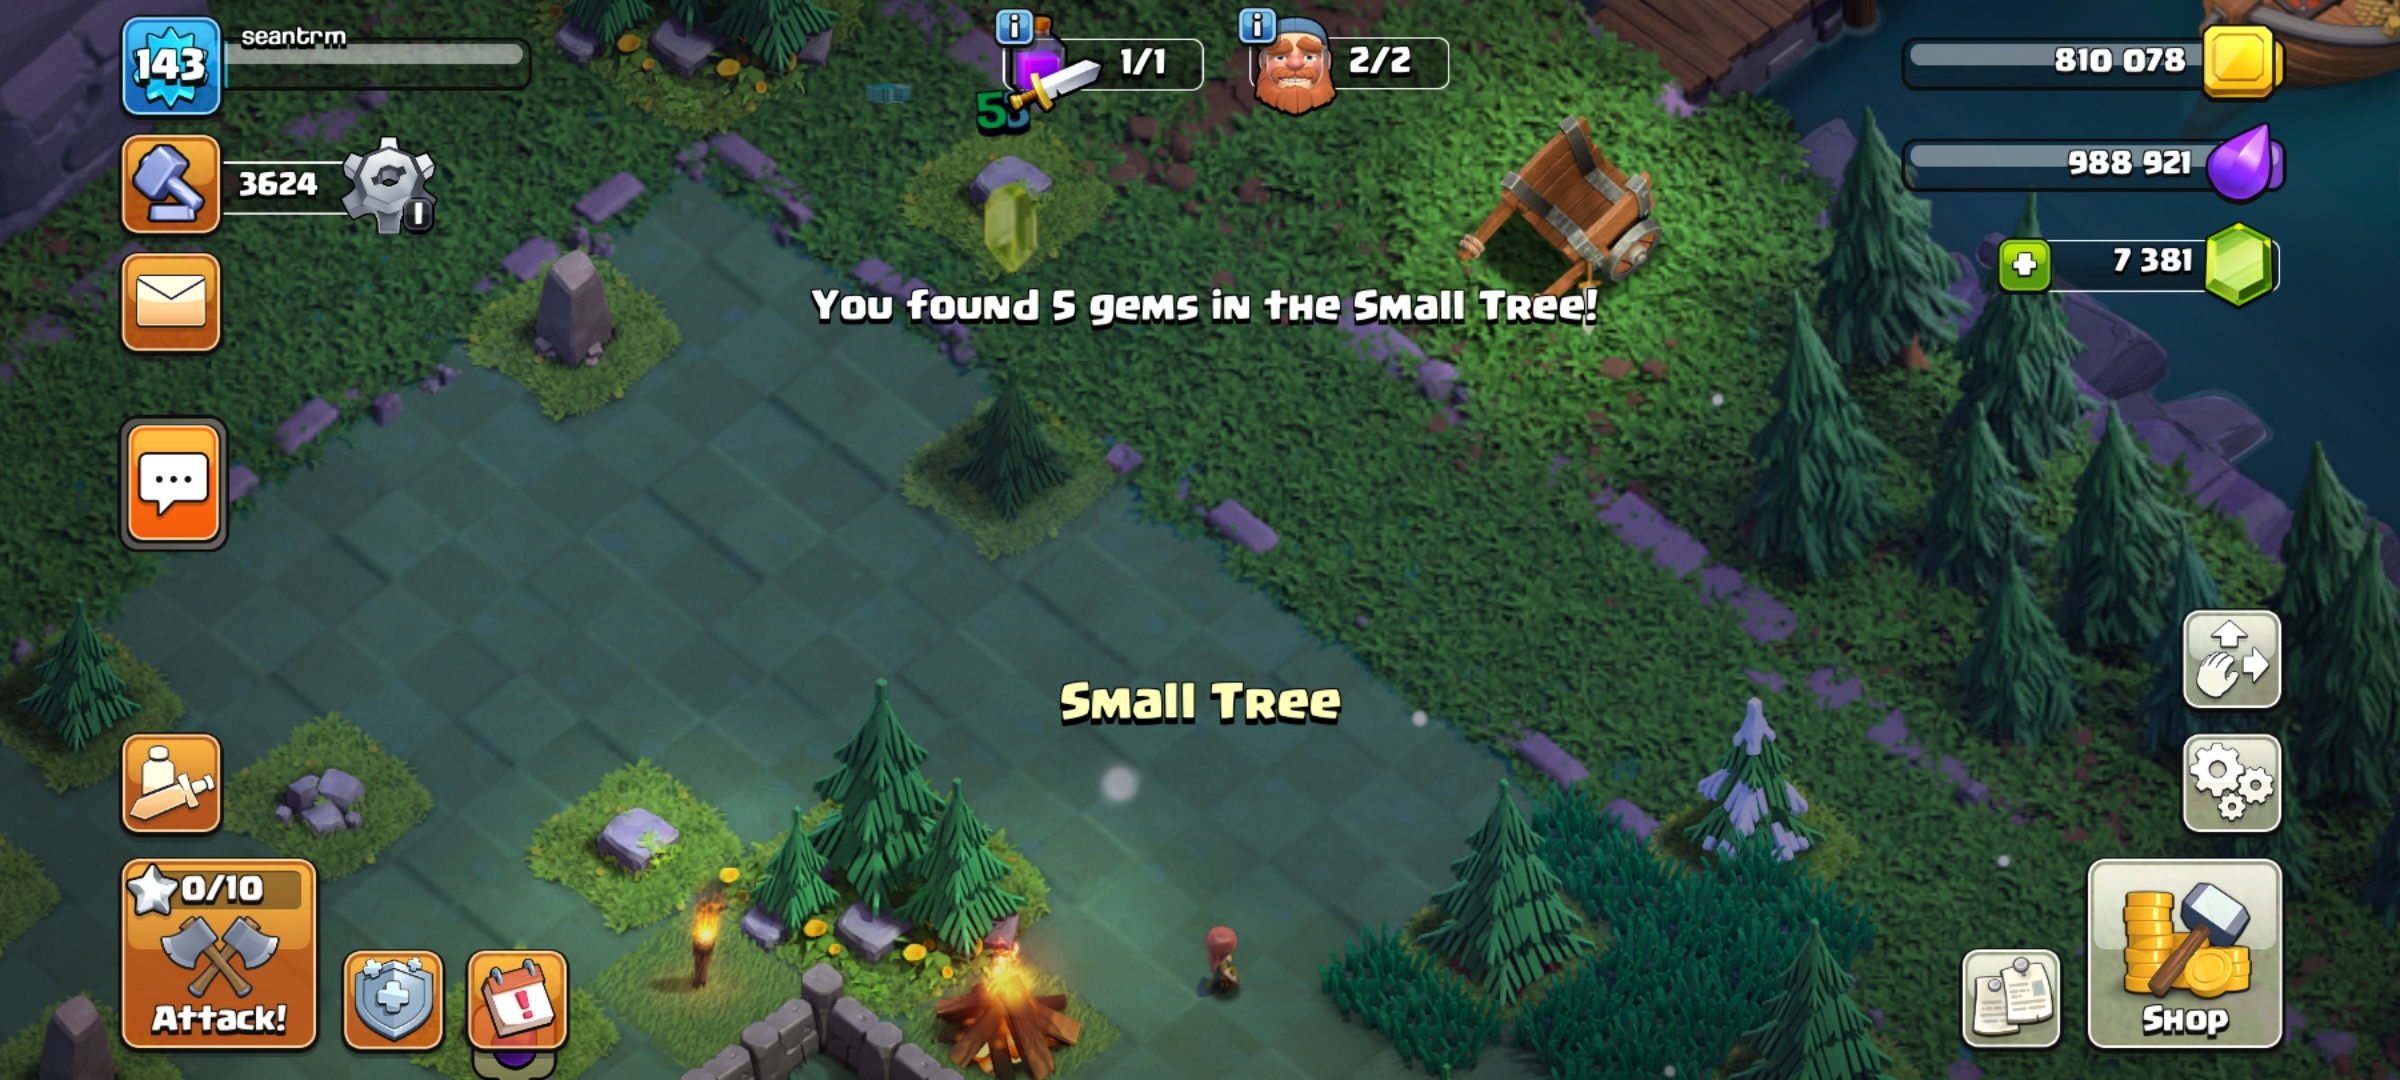 143
seantrm
1/1
2/2
810 078
3624
I
988 921
7 381
5
You found 5 gems in the Small Tree!
Small Tree
0/10
Attack!
Shop